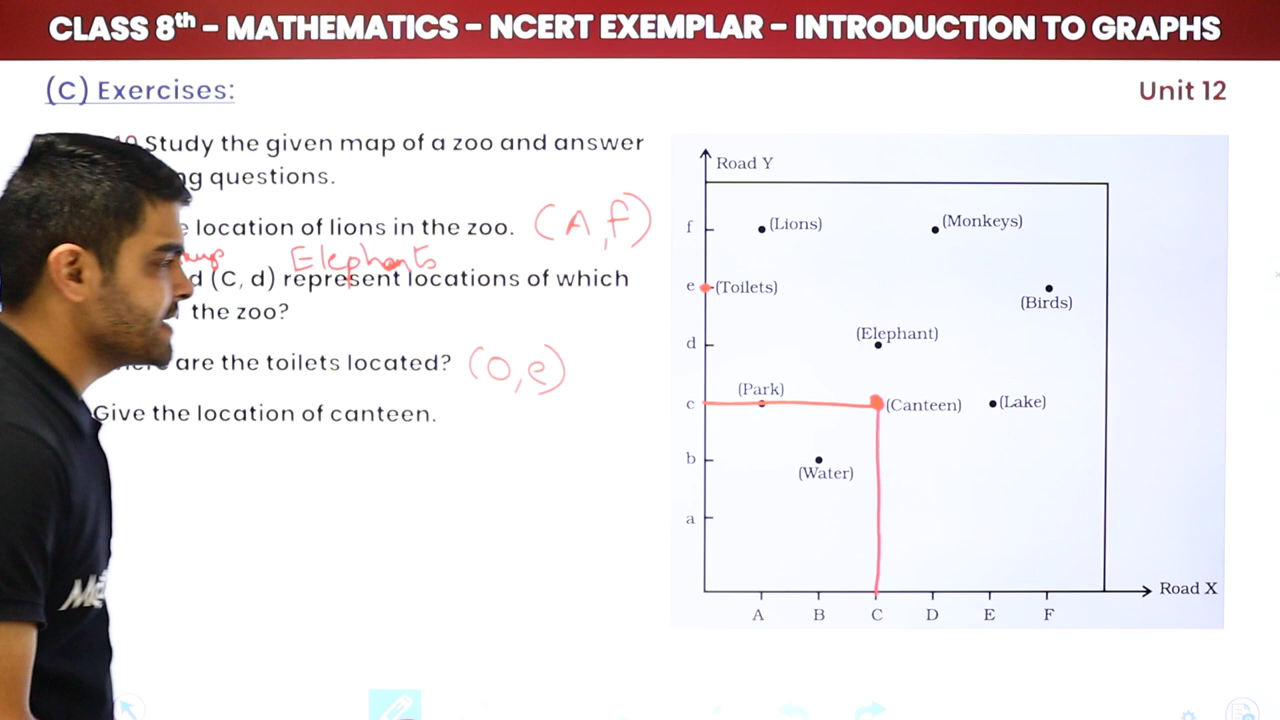 CLASS 8th – MATHEMATICS – NCERT EXEMPLAR – INTRODUCTION TO GRAPHS
(C) Exercises:
Unit 12
Study the given map of a zoo and answer
questions.
location of lions in the zoo. (A, f)
Elephants
(C, d) represent locations of which
the zoo?
are the toilets located? (0, e)
Give the location of canteen.
Road Y
f
(Lions)
(Monkeys)
e
(Toilets)
(Birds)
d
(Elephant)
(Park)
c
(Canteen)
(Lake)
b
(Water)
a
Road X
A B C D E F